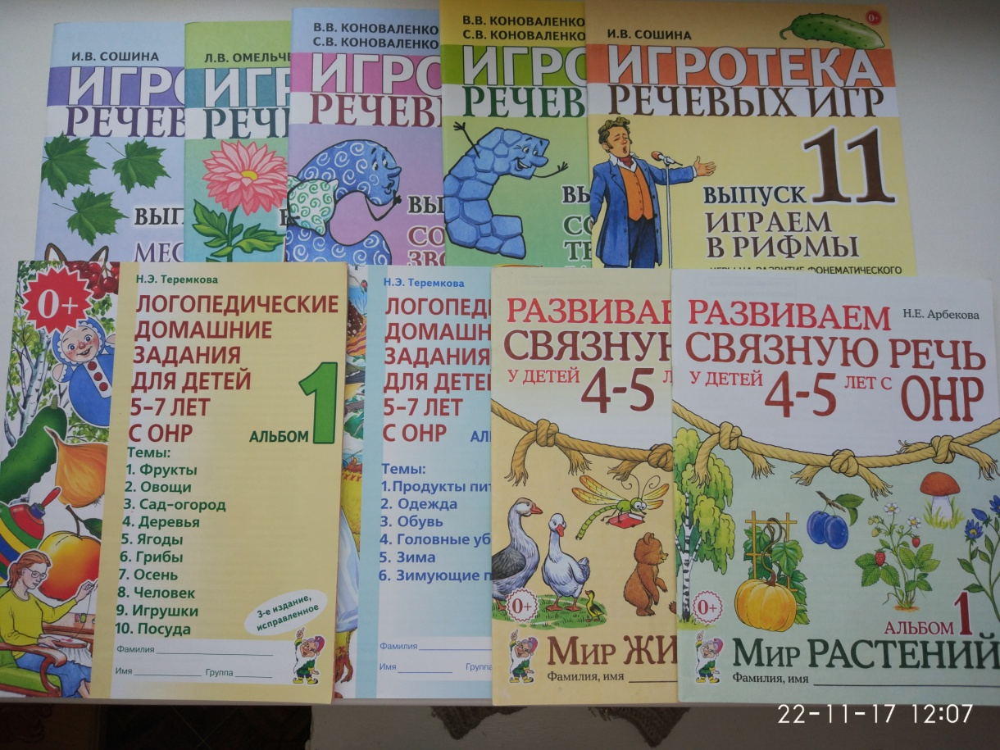 И.В. СОШИНА
ИГРО
РЕЧЕВ
ВЫП
МЕС
Л.В. ОМЕЛЬЧЕ
ИГР
РЕЧ
В.В. КОНОВАЛЕНКО
С.В. КОНОВАЛЕНКО
ИГРО
РЕЧЕВЫ
ВЫ
СО
ЗВО
В.В. КОНОВАЛЕНКО
С.В. КОНОВАЛЕНКО
ИГРО
РЕЧЕВ
ВЫ
СО
ТВ
И.В. СОШИНА
0+
ИГРОТЕКА
РЕЧЕВЫХ ИГР
11
ВЫПУСК
ИГРАЕМ
В РИФМЫ
ИГРЫ НА РАЗВИТИЕ ФОНЕМАТИЧЕСКОГО
0+
Н.Э. Теремкова
ЛОГОПЕДИЧЕСКИЕ
ДОМАШНИЕ
ЗАДАНИЯ
ДЛЯ ДЕТЕЙ
5–7 ЛЕТ
С ОНР
АЛЬБОМ 1
Темы:
1. Фрукты
2. Овощи
3. Сад–огород
4. Деревья
5. Ягоды
6. Грибы
7. Осень
8. Человек
9. Игрушки
10. Посуда
3-е издание,
исправленное
Фамилия
Имя Группа
Н.Э. Теремкова
ЛОГОПЕДИ
ДОМАШН
ЗАДАНИЯ
ДЛЯ ДЕТЕ
5–7 ЛЕТ
С ОНР
АЛ
Темы:
1.Продукты пит
2. Одежда
3. Обувь
4. Головные уб
5. Зима
6. Зимующие п
Фамилия
Имя Групп
РАЗВИВАЕ
СВЯЗНУЮ
У ДЕТЕЙ 4-5 Л
0+
Мир ЖИ
Фамилия, имя
РАЗВИВАЕМ
Н.Е. Арбекова
СВЯЗНУЮ РЕЧЬ
У ДЕТЕЙ 4-5 ЛЕТ С ОНР
0+
АЛЬБОМ 1
Мир РАСТЕНИЙ
Фамилия, имя
22-11-17 12:07